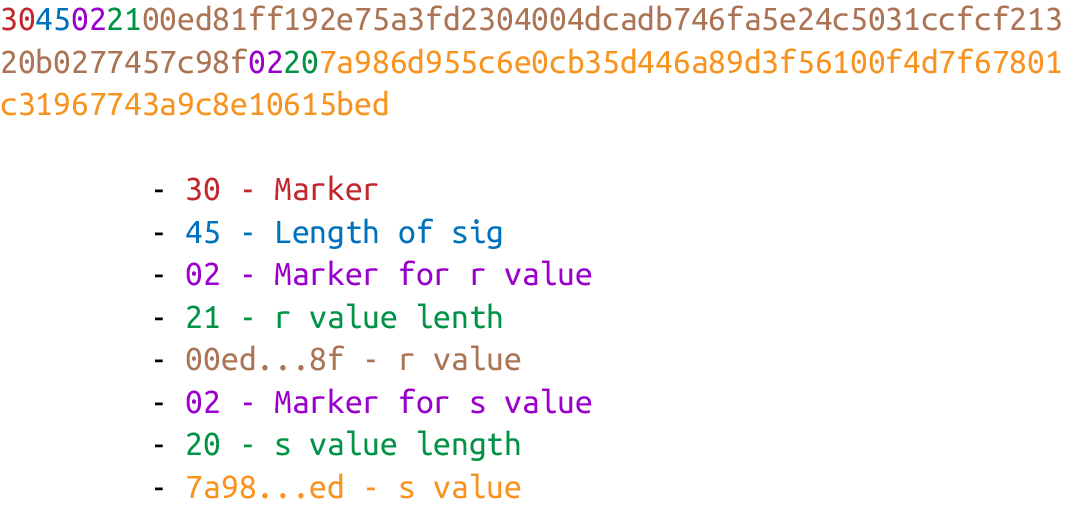 3045022100ed81ff192e75a3fd2304004dcadb746fa5e24c5031ccfcf213
20b0277457c98f02207a986d955c6e0cb35d446a89d3f56100f4d7f67801
c31967743a9c8e10615bed
- 30 - Marker
- 45 - Length of sig
- 02 - Marker for r value
- 21 - r value lenth
- 00ed...8f - r value
- 02 - Marker for s value
- 20 - s value length
- 7a98...ed - s value